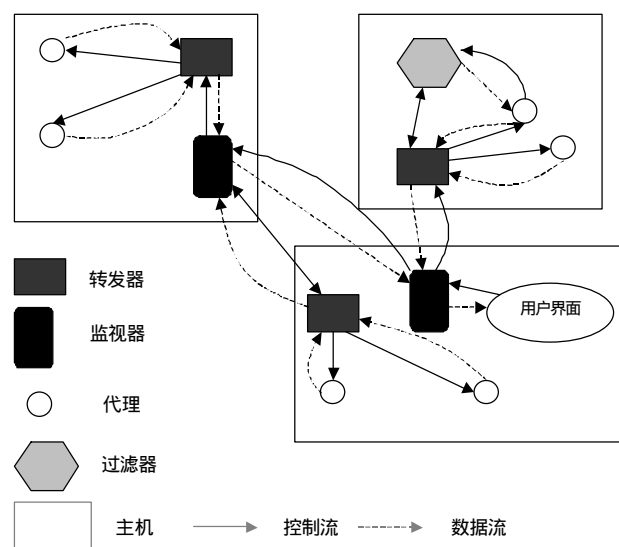 用户界面
转发器
监视器
代理
过滤器
主机 控制流 数据流